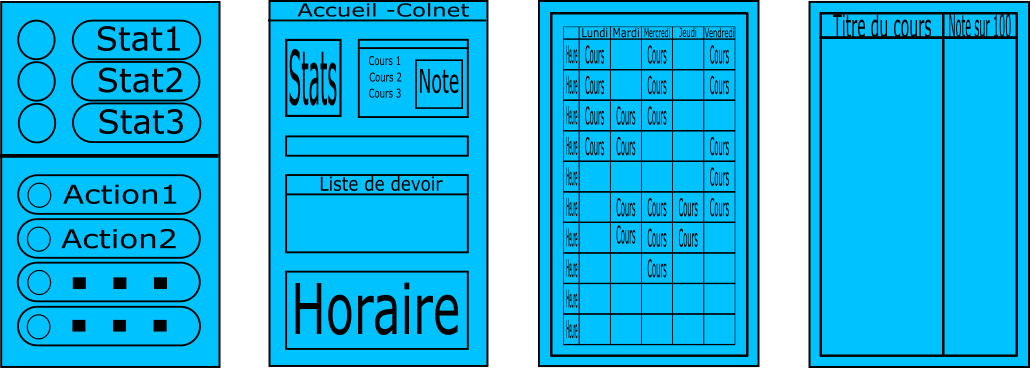 Stat1
Stat2
Stat3
Action1
Action2
Accueil -Colnet
Stats
Cours 1
Cours 2
Cours 3
Note
Liste de devoir
Horaire
Lundi Mardi Mercredi Jeudi Vendredi
Heure Cours Cours Cours
Heure Cours Cours Cours
Heure Cours Cours Cours
Heure Cours Cours Cours
Heure Cours
Heure Cours Cours Cours Cours
Heure Cours Cours Cours
Heure Cours
Heure
Heure
Titre du cours Note sur 100